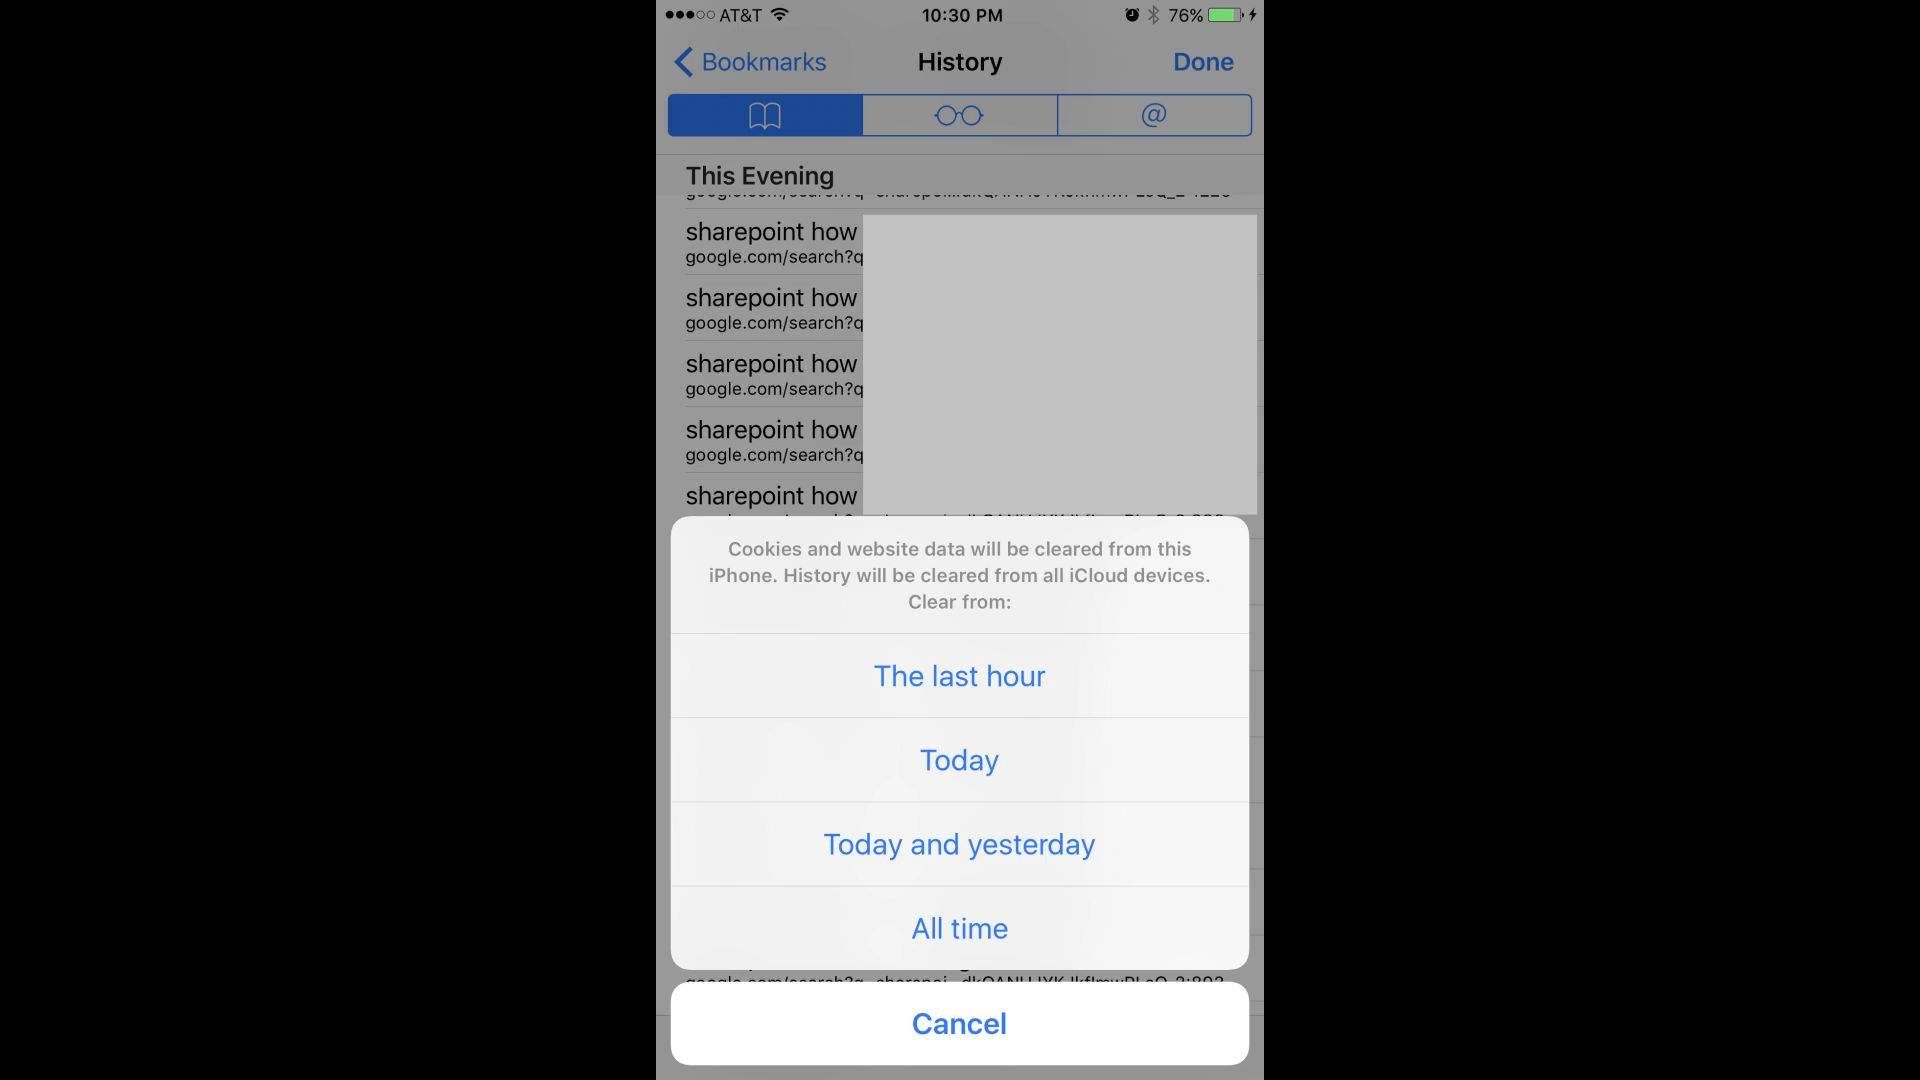 AT&T 10:30 PM 76%
Bookmarks History Done
@
This Evening
sharepoint how
google.com/search?q
sharepoint how
google.com/search?q
sharepoint how
google.com/search?q
sharepoint how
google.com/search?q
sharepoint how
Cookies and website data will be cleared from this
iPhone. History will be cleared from all iCloud devices.
Clear from:
The last hour
Today
Today and yesterday
All time
Cancel